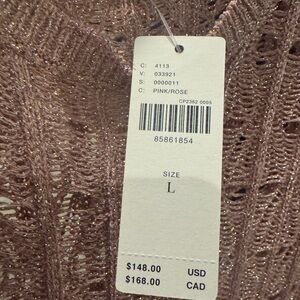 C: 4113
V: 033921
S: 0000011
C: PINK/ROSE
CP2362 0005
85861854
SIZE
L
$148.00 USD
$168.00 CAD